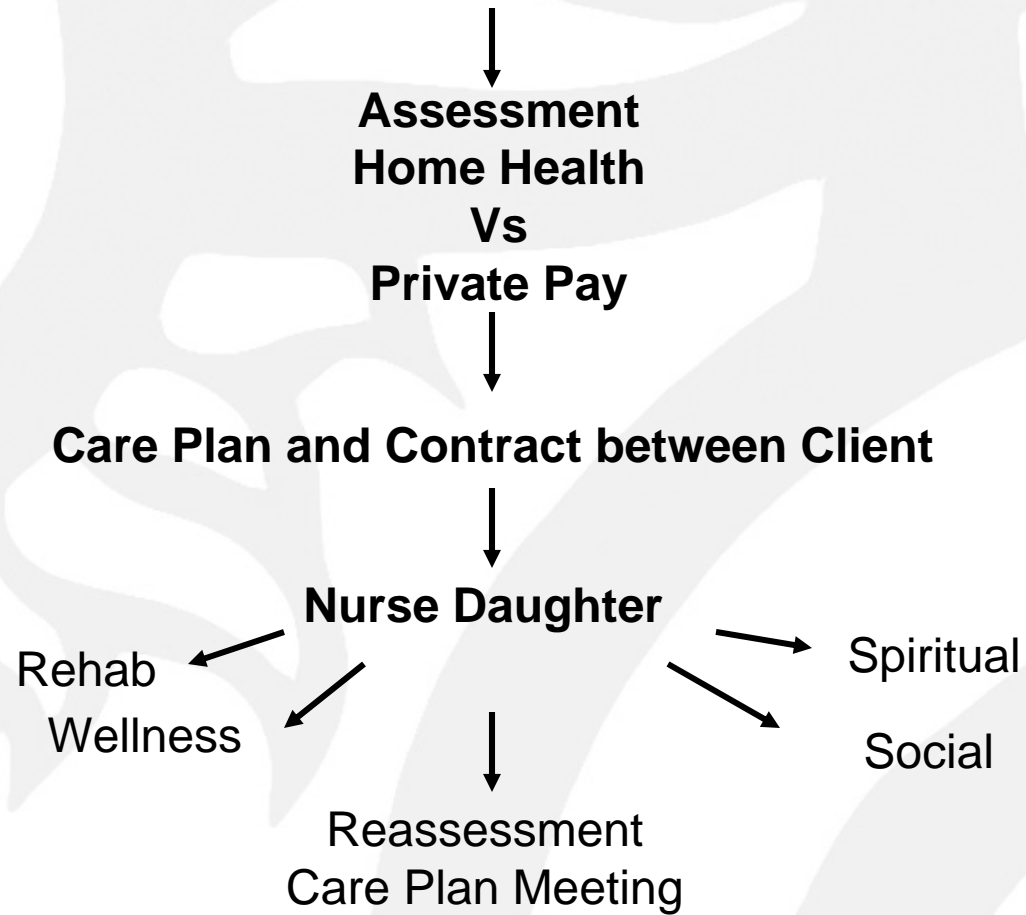 Assessment
Home Health
Vs
Private Pay
Care Plan and Contract between Client
Nurse Daughter
Rehab
Wellness
Spiritual
Social
Reassessment
Care Plan Meeting